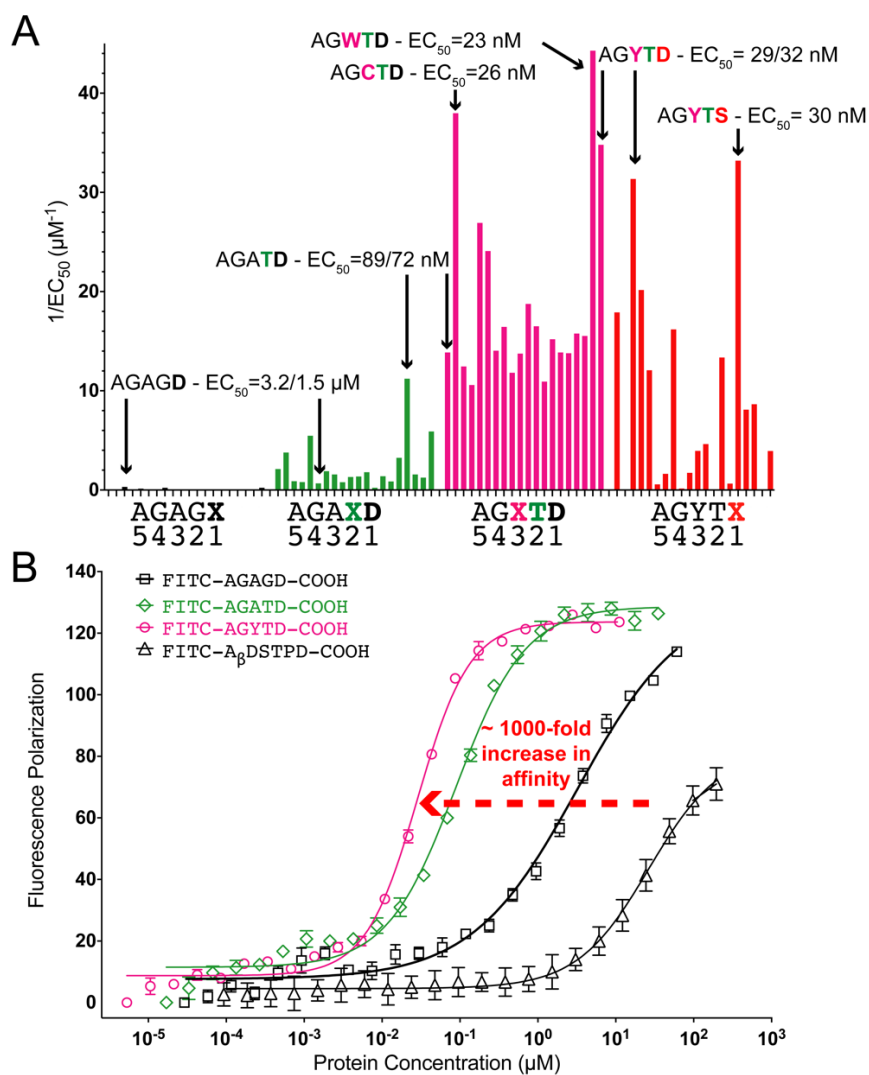 A
AGWTD - EC50=23 nM
AGCTD - EC50=26 nM
AGYTD - EC50= 29/32 nM
AGYTS - EC50= 30 nM
AGATD - EC50=89/72 nM
AGAGD - EC50=3.2/1.5 µM
1/EC50 (µM-1)
40
30
20
10
0
AGAGX AGAXD AGXTD AGYTX
54321 54321 54321 54321
B
140
120
100
80
60
40
20
0
Fluorescence Polarization
FITC-AGAGD-COOH
FITC-AGATD-COOH
FITC-AGYTD-COOH
FITC-AβDSTPD-COOH
~ 1000-fold
increase in
affinity
10-5 10-4 10-3 10-2 10-1 100 101 102 103
Protein Concentration (µM)